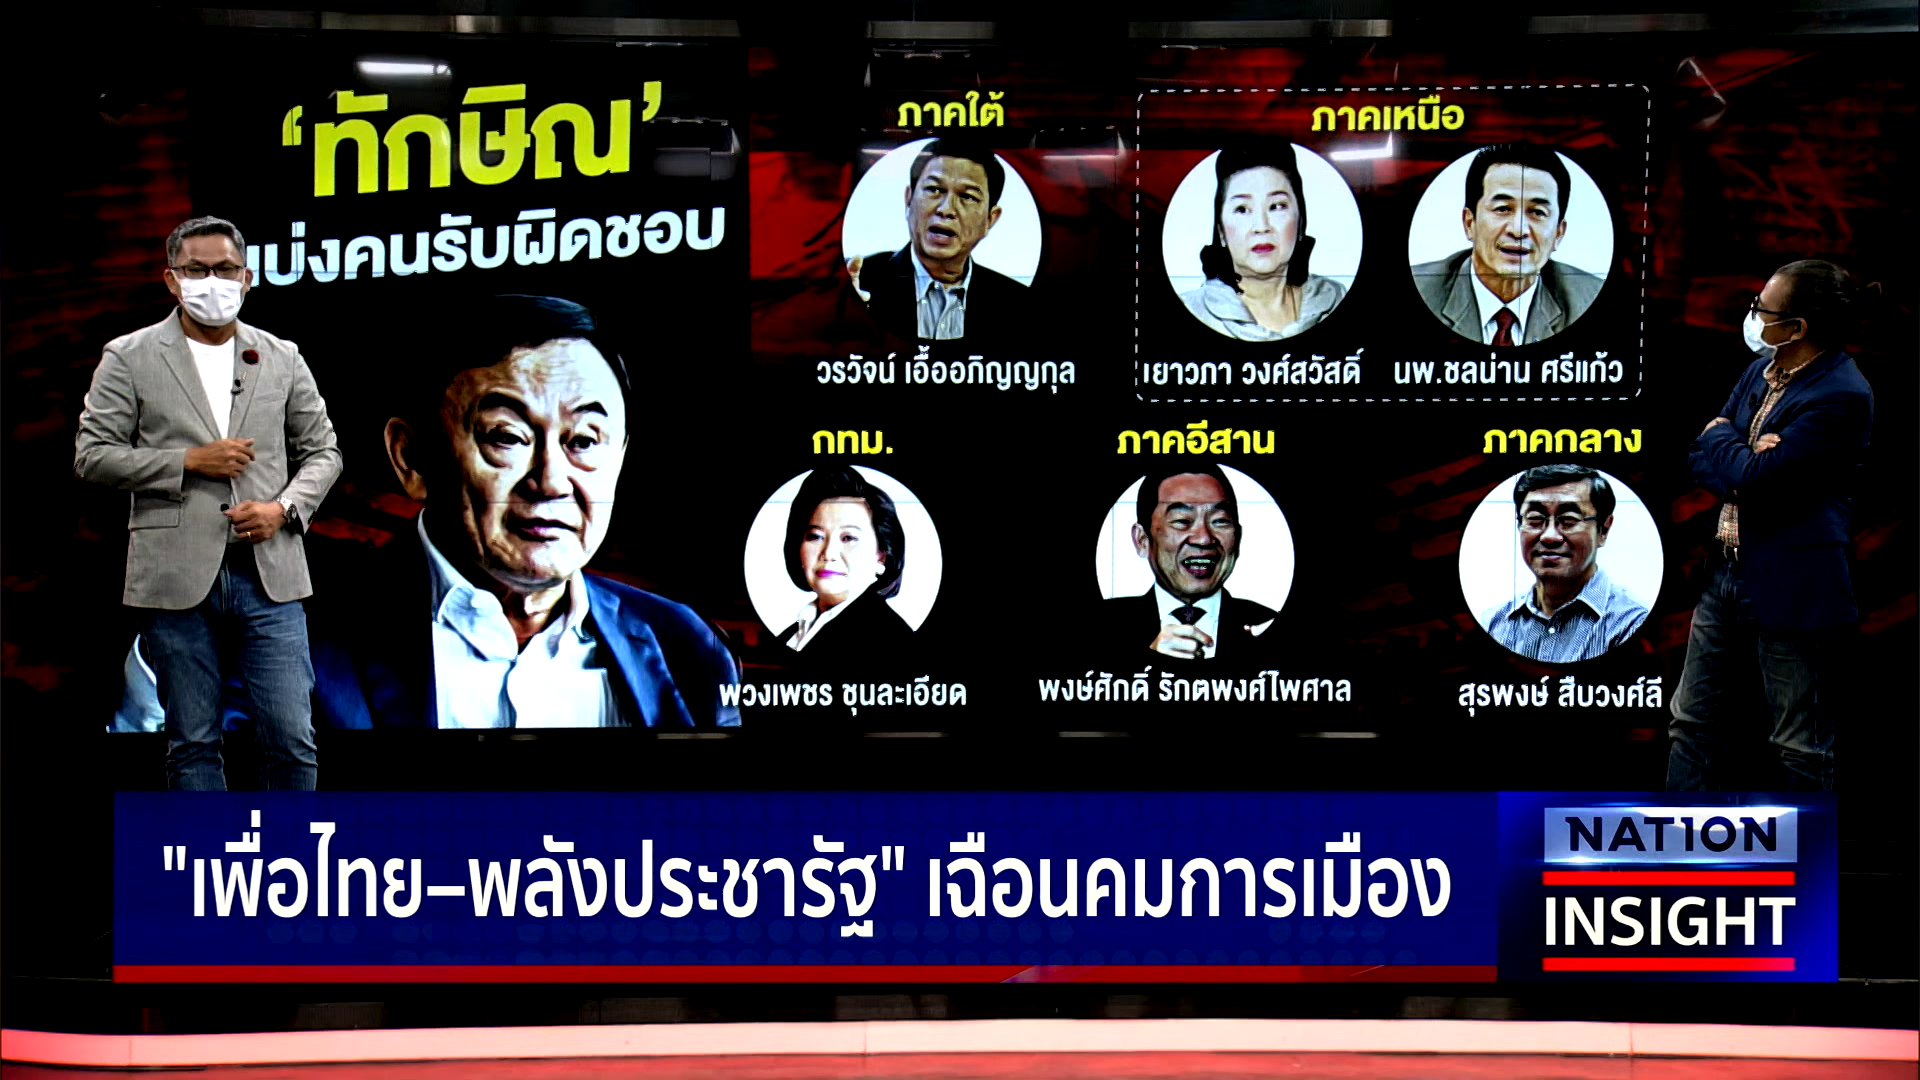 ‘ทักษิณ’
แบ่งคนรับผิดชอบ
ภาคใต้
วรวัจน์ เอื้ออภิญญกุล
ภาคเหนือ
เยาวภา วงศ์สวัสดิ์
นพ.ชลน่าน ศรีแก้ว
กทม.
พวงเพชร ชุนละเอียด
ภาคอีสาน
พงษ์ศักดิ์ รักตพงศ์ไพศาล
ภาคกลาง
สุรพงษ์ สืบวงศ์ลี
"เพื่อไทย–พลังประชารัฐ" เฉือนคมการเมือง
NATION
INSIGHT